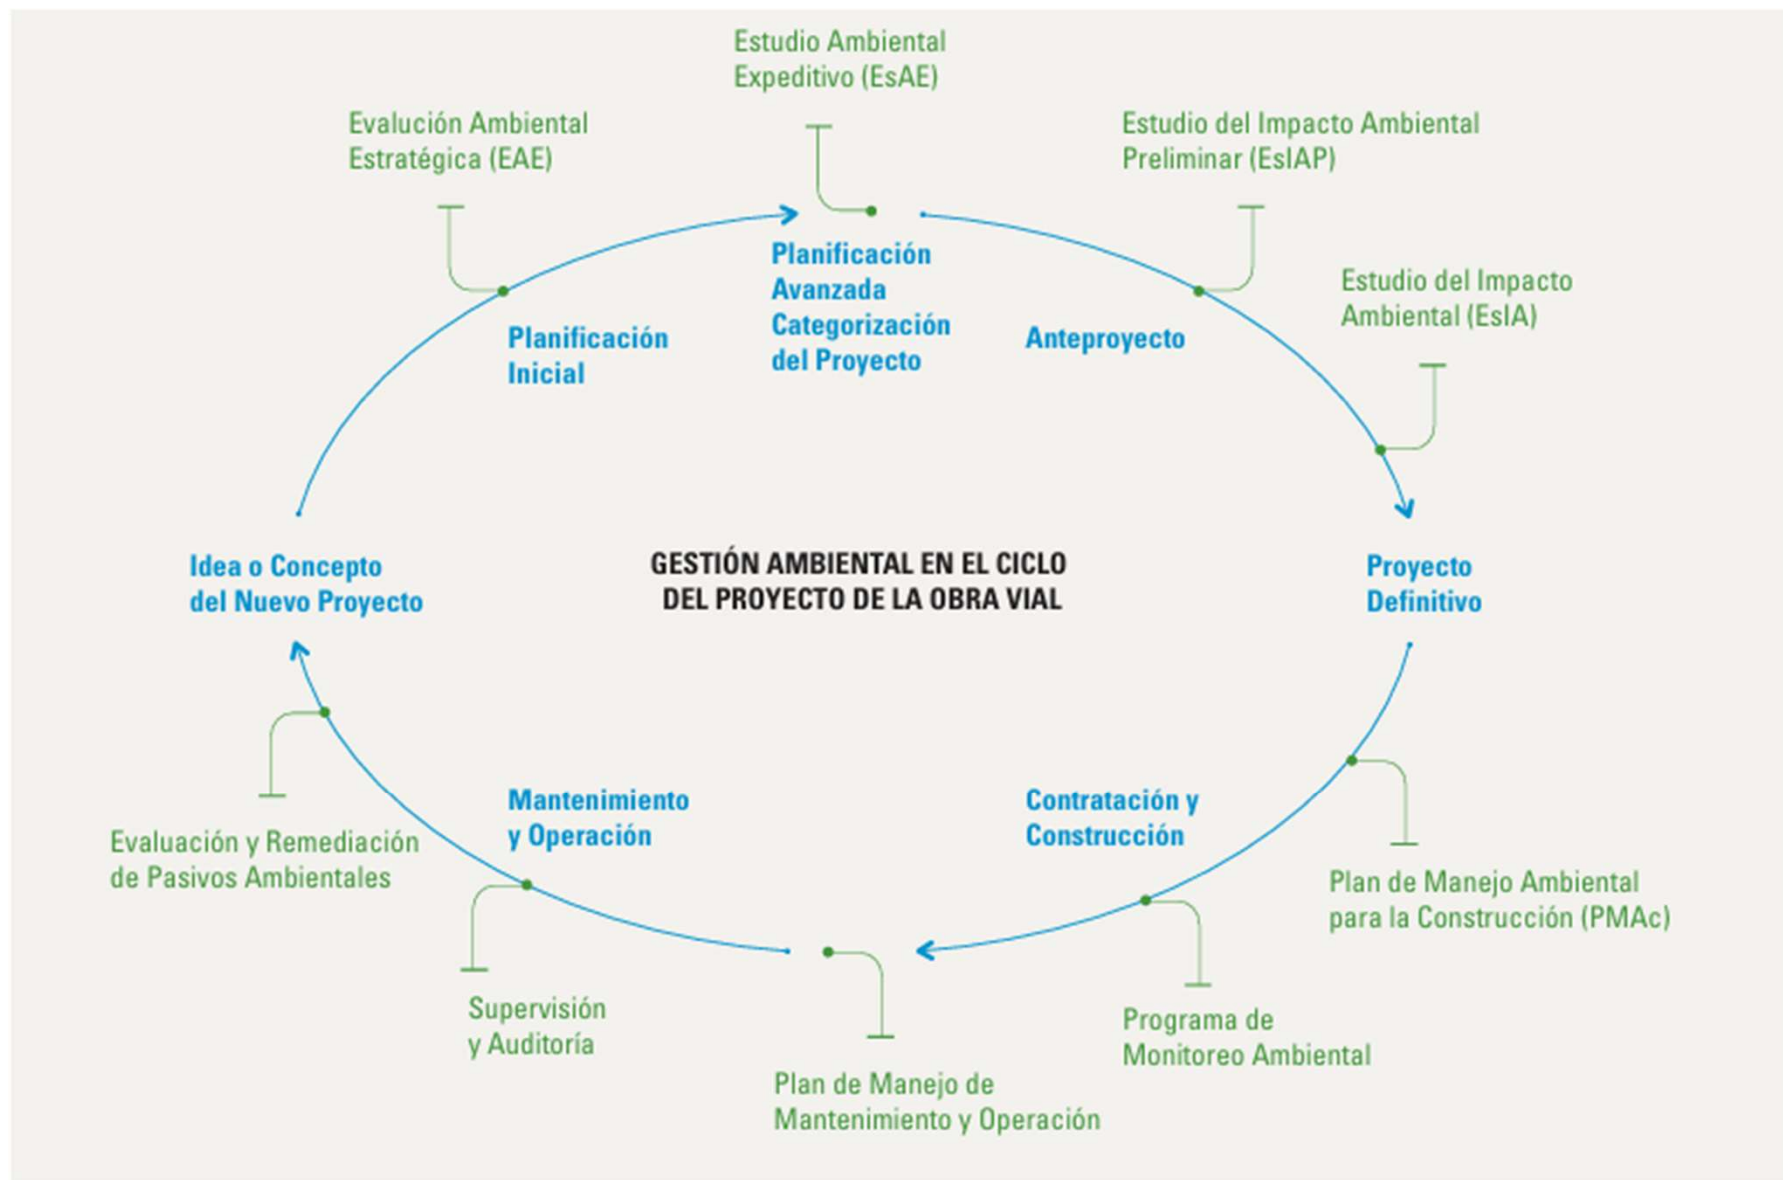 Estudio Ambiental
Expeditivo (EsAE)
Evalución Ambiental
Estratégica (EAE)
Estudio del Impacto Ambiental
Preliminar (EsIAP)
Estudio del Impacto
Ambiental (EsIA)
Planificación
Avanzada
Categorización
del Proyecto
Planificación
Inicial
Anteproyecto
Idea o Concepto
del Nuevo Proyecto
GESTIÓN AMBIENTAL EN EL CICLO
DEL PROYECTO DE LA OBRA VIAL
Proyecto
Definitivo
Mantenimiento
y Operación
Contratación y
Construcción
Evaluación y Remediación
de Pasivos Ambientales
Plan de Manejo Ambiental
para la Construcción (PMAc)
Supervisión
y Auditoría
Programa de
Monitoreo Ambiental
Plan de Manejo de
Mantenimiento y Operación